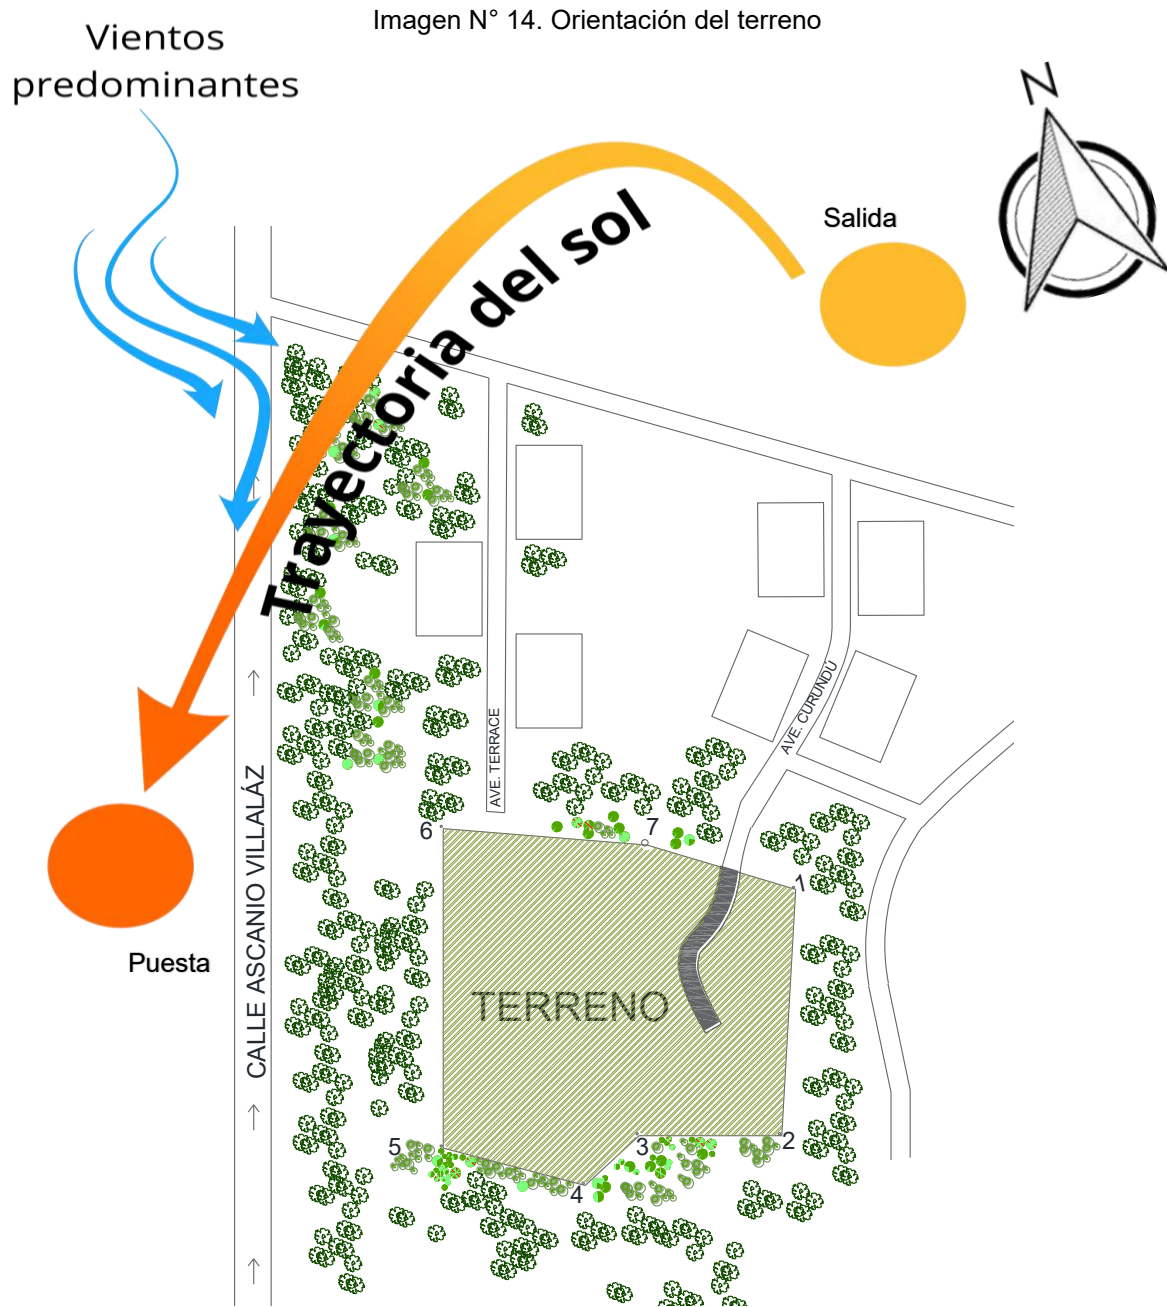 Imagen N° 14. Orientación del terreno
Vientos
predominantes
N
Salida
Trayectoria del sol
AVE. CURUNDÚ
AVE. TERRACE
CALLE ASCANIO VILLALÁZ
6
7
1
Puesta
TERRENO
5
3
2
4